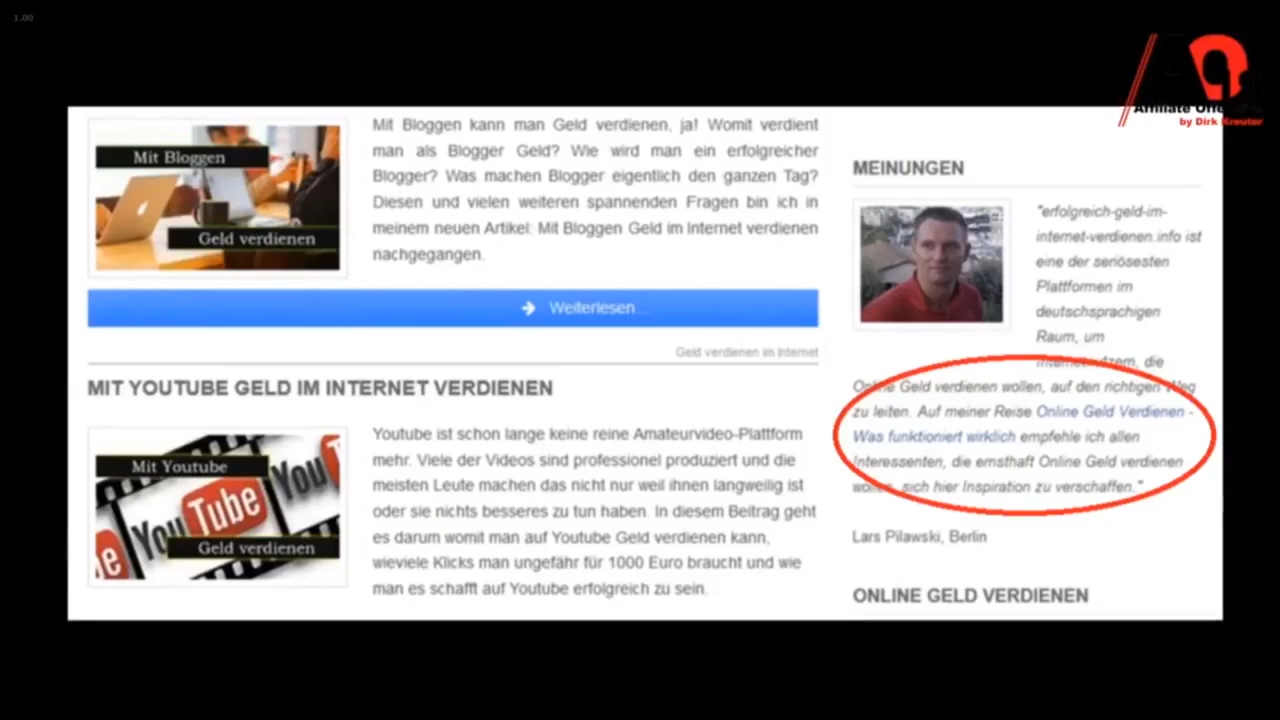 1.00
Affiliate
by Dirk Kreuter
Mit Bloggen
Geld verdienen
Mit Bloggen kann man Geld verdienen, ja! Womit verdient
man als Blogger Geld? Wie wird man ein erfolgreicher
Blogger? Was machen Blogger eigentlich den ganzen Tag?
Diesen und vielen weiteren spannenden Fragen bin ich in
meinem neuen Artikel: Mit Bloggen Geld im Internet verdienen
nachgegangen.
Weiterlesen...
Geld verdienen im Internet
MIT YOUTUBE GELD IM INTERNET VERDIENEN
Mit Youtube
You Tube
You
be
Geld verdienen
Youtube ist schon lange keine reine Amateurvideo-Plattform
mehr. Viele der Videos sind professionel produziert und die
meisten Leute machen das nicht nur weil ihnen langweilig ist
oder sie nichts besseres zu tun haben. In diesem Beitrag geht
es darum womit man auf Youtube Geld verdienen kann,
wieviele Klicks man ungefähr für 1000 Euro braucht und wie
man es schafft auf Youtube erfolgreich zu sein.
MEINUNGEN
"erfolgreich-geld-im-
internet-verdienen.info ist
eine der seriösesten
Plattformen im
deutschsprachigen
Raum, um
Internetnutzern, die
Online Geld verdienen wollen, auf den richtigen Weg
zu leiten. Auf meiner Reise Online Geld Verdienen -
Was funktioniert wirklich empfehle ich allen
Interessenten, die ernsthaft Online Geld verdienen
wollen, sich hier Inspiration zu verschaffen."
Lars Pilawski, Berlin
ONLINE GELD VERDIENEN